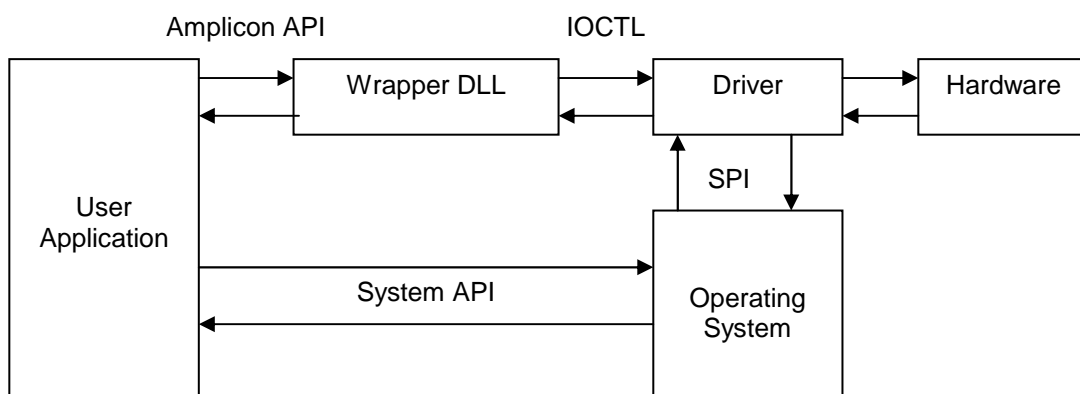 Amplicon API
IOCTL
Wrapper DLL
Driver
Hardware
SPI
User
Application
System API
Operating
System